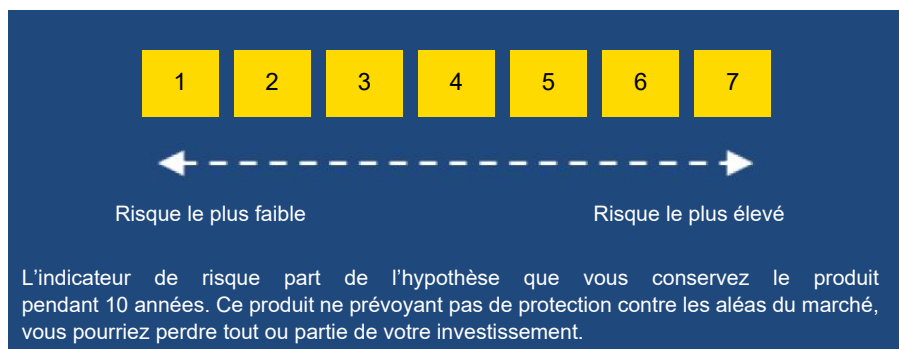 1 2 3 4 5 6 7
Risque le plus faible Risque le plus élevé
L'indicateur de risque part de l'hypothèse que vous conservez le produit
pendant 10 années. Ce produit ne prévoyant pas de protection contre les aléas du marché,
vous pourriez perdre tout ou partie de votre investissement.